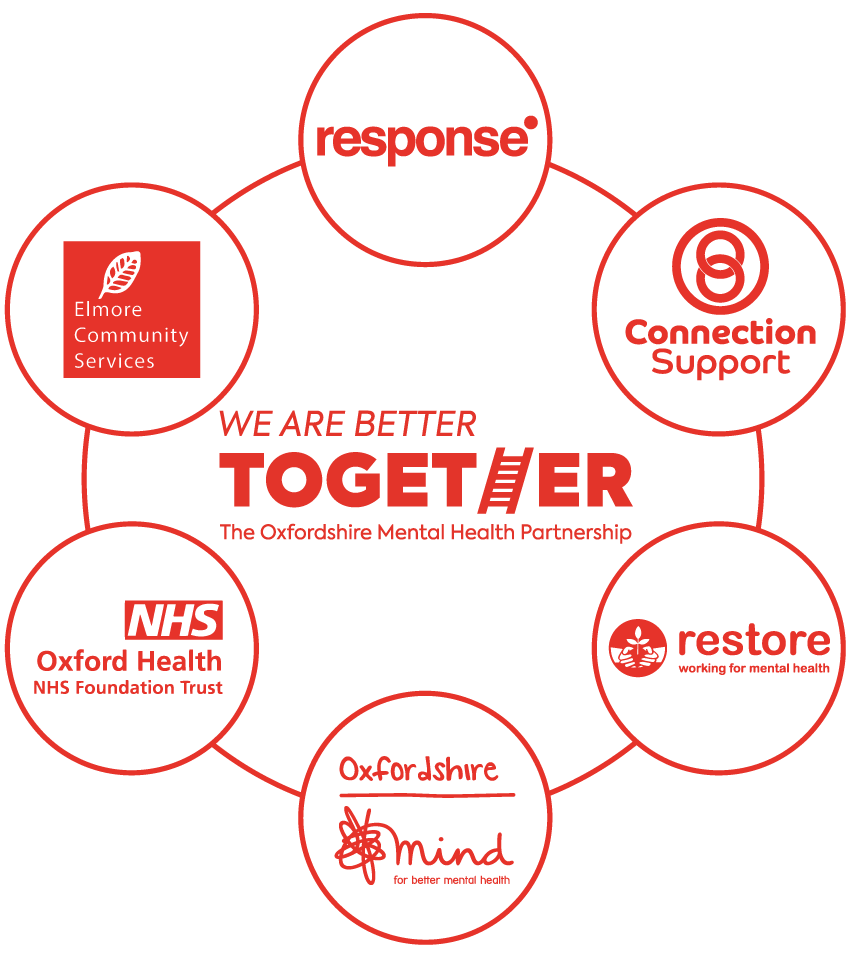 response
Elmore
Community
Services
Connection
Support
WE ARE BETTER
TOGETHER
The Oxfordshire Mental Health Partnership
NHS
Oxford Health
NHS Foundation Trust
restore
working for mental health
Oxfordshire
mind
for better mental health